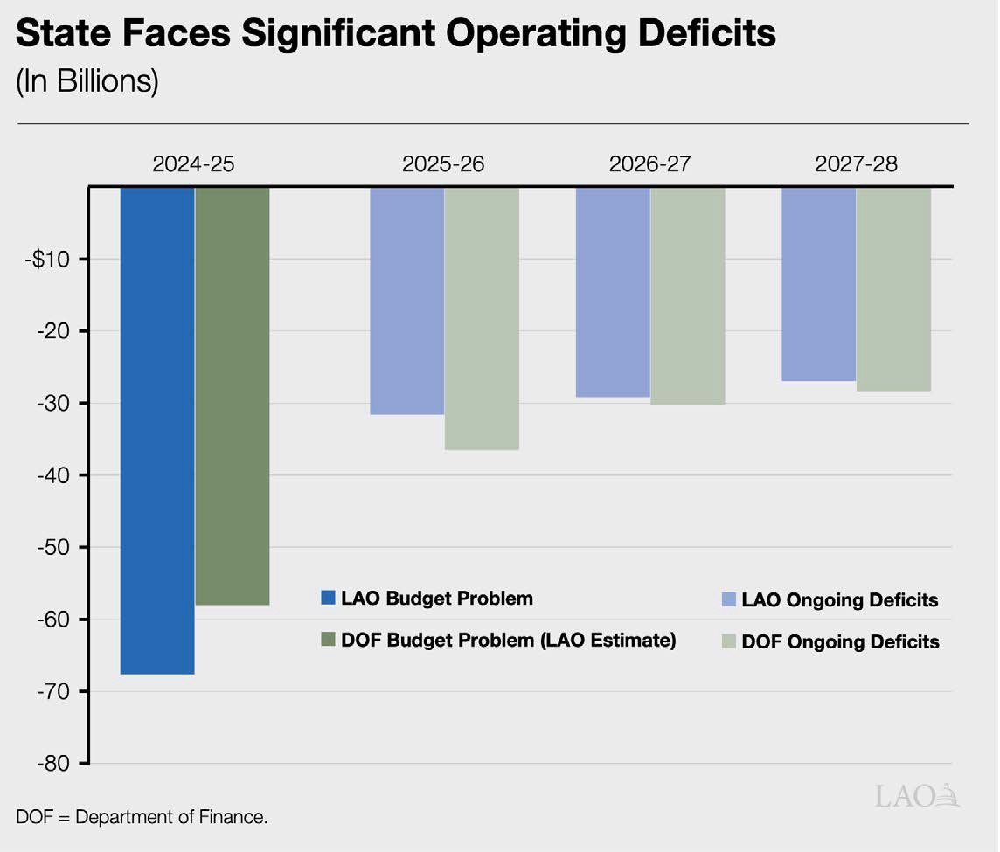 State Faces Significant Operating Deficits
(In Billions)
2024-25 2025-26 2026-27 2027-28
-$10
-20
-30
-40
-50
-60
-70
-80
LAO Budget Problem
DOF Budget Problem (LAO Estimate)
LAO Ongoing Deficits
DOF Ongoing Deficits
LAO
DOF = Department of Finance.